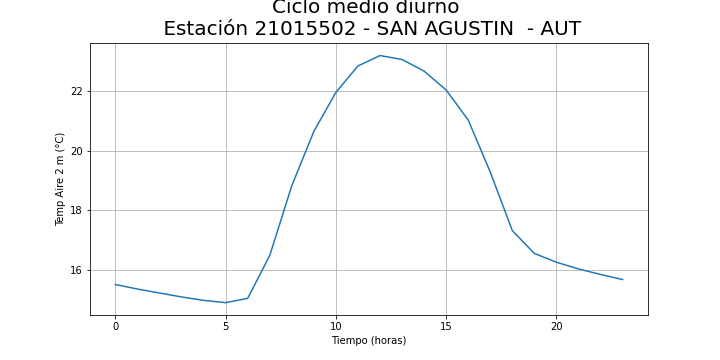 Ciclo medio diurno
Estación 21015502 - SAN AGUSTIN  - AUT
Temp Aire 2 m (°C)
22
20
18
16
0 5 10 15 20
Tiempo (horas)